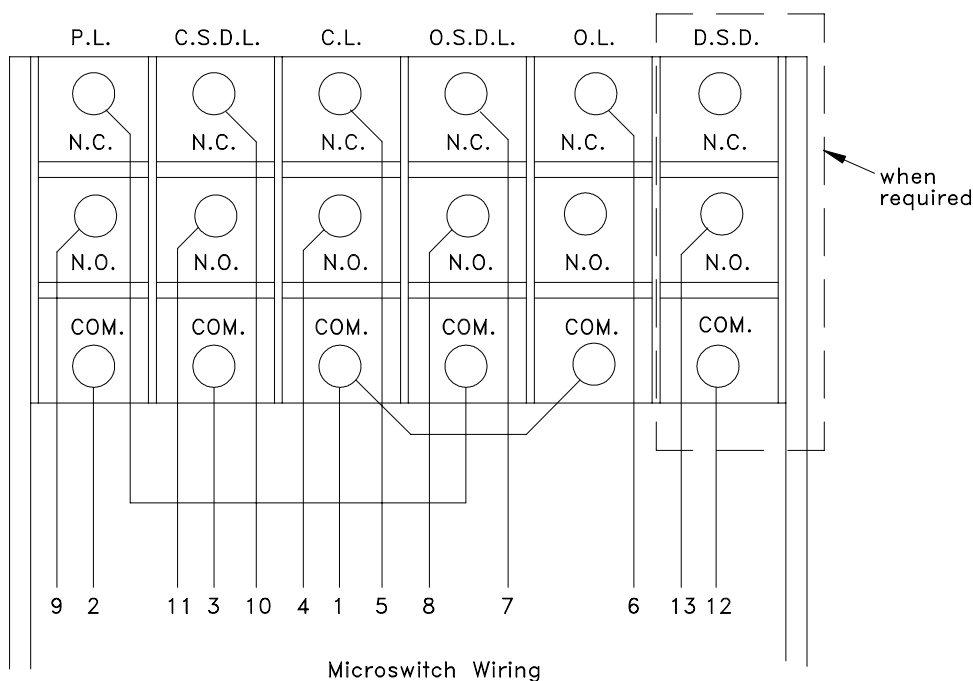 P.L. C.S.D.L. C.L. O.S.D.L. O.L. D.S.D.
N.C. N.C. N.C. N.C. N.C. N.C.
when
required
N.O. N.O. N.O. N.O. N.O. N.O.
COM. COM. COM. COM. COM. COM.
9 2 11 3 10 4 1 5 8 7 6 13 12
Microswitch Wiring